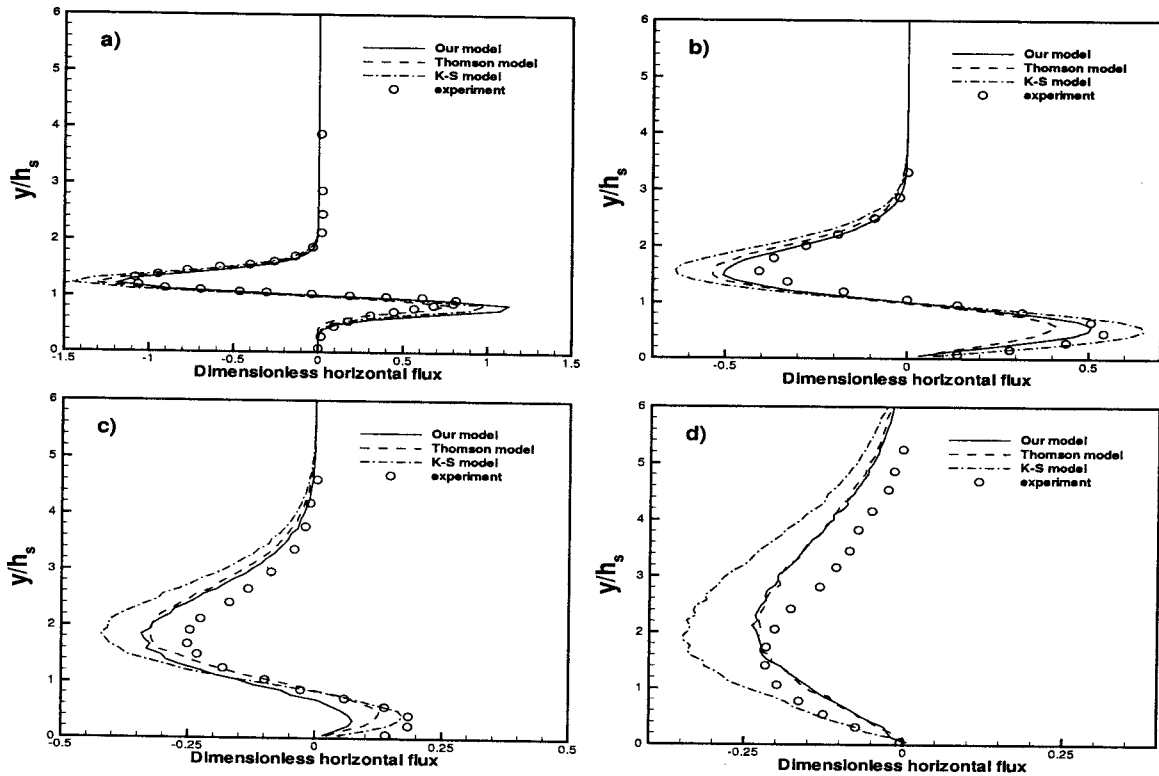 a)
Our model
Thomson model
K-S model
experiment
y/hs
6
5
4
3
2
1
0
-1.5 -1 -0.5 0 0.5 1 1.5
Dimensionless horizontal flux
b)
Our model
Thomson model
K-S model
experiment
y/hs
6
5
4
3
2
1
0
-0.5 0 0.5
Dimensionless horizontal flux
c)
Our model
Thomson model
K-S model
experiment
y/hs
6
5
4
3
2
1
0
-0.5 -0.25 0 0.25 0.5
Dimensionless horizontal flux
d)
Our model
Thomson model
K-S model
experiment
y/hs
6
5
4
3
2
1
0
-0.25 0 0.25
Dimensionless horizontal flux